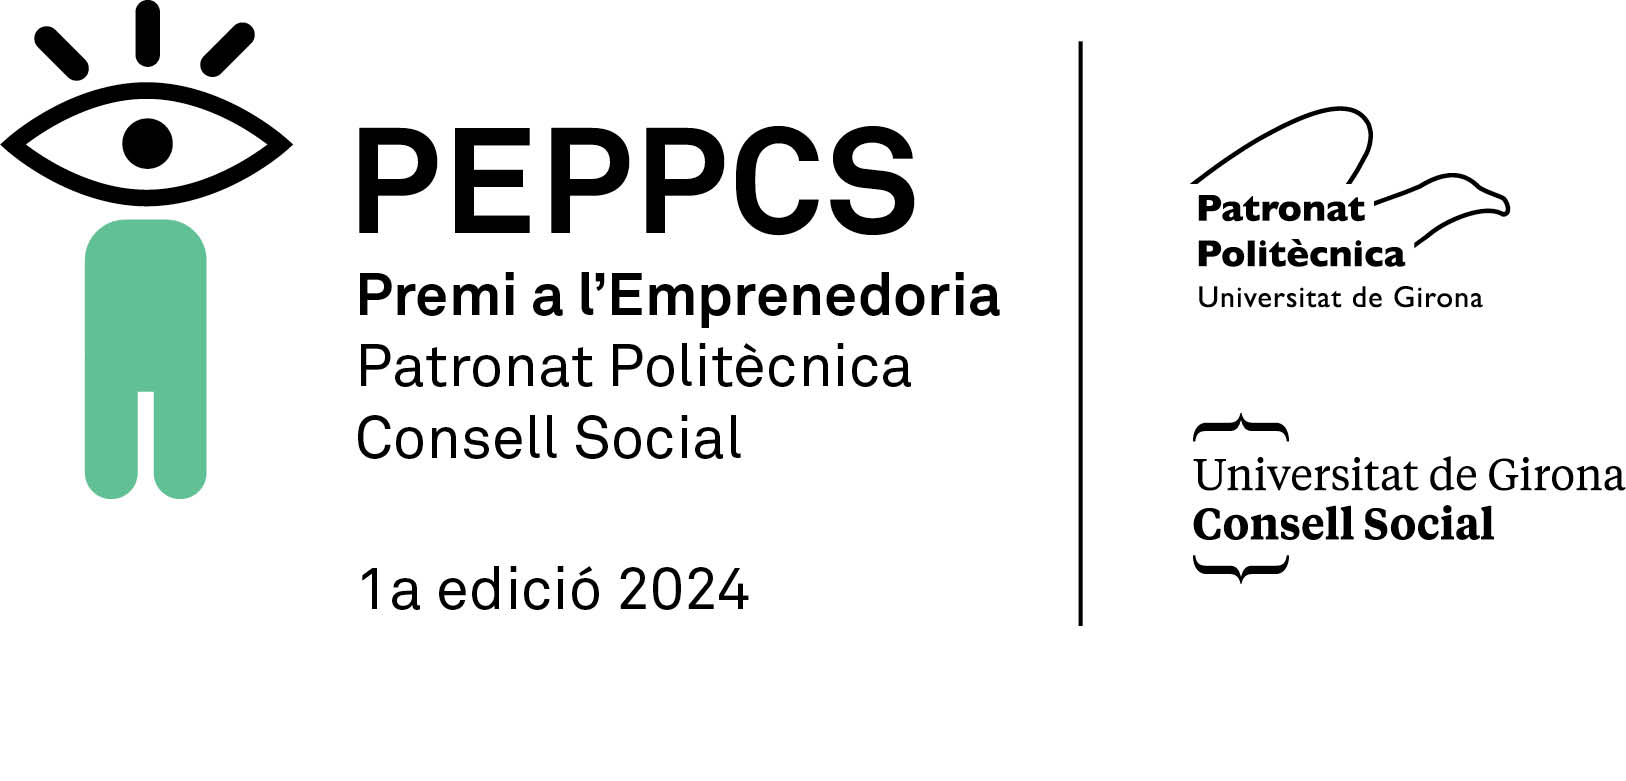 PEPPCS
Premi a l’Emprenedoria
Patronat Politècnica
Consell Social
1a edició 2024
Patronat
Politècnica
Universitat de Girona
Universitat de Girona
Consell Social